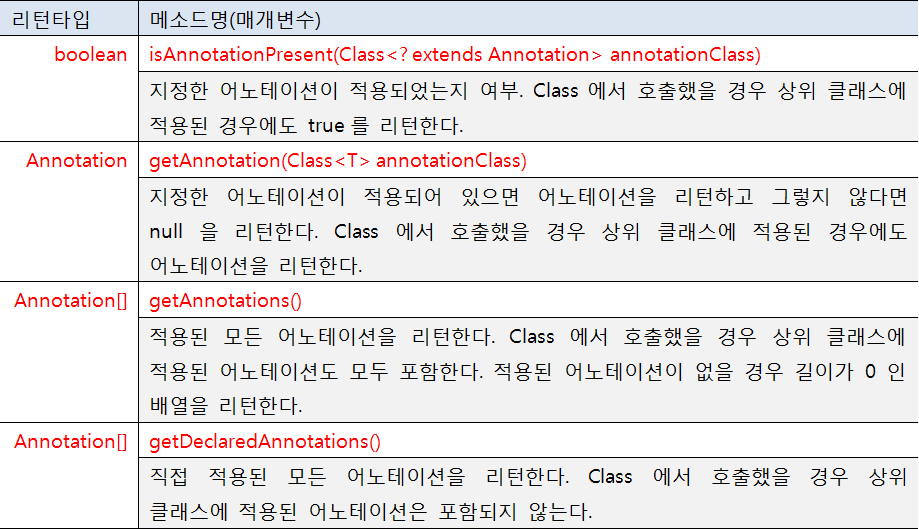 리턴타입 메소드명(매개변수)
boolean isAnnotationPresent(Class<? extends Annotation> annotationClass)
지정한 어노테이션이 적용되었는지 여부. Class 에서 호출했을 경우 상위 클래스에
적용된 경우에도 true 를 리턴한다.
Annotation getAnnotation(Class<T> annotationClass)
지정한 어노테이션이 적용되어 있으면 어노테이션을 리턴하고 그렇지 않다면
null 을 리턴한다. Class 에서 호출했을 경우 상위 클래스에 적용된 경우에도
어노테이션을 리턴한다.
Annotation[] getAnnotations()
적용된 모든 어노테이션을 리턴한다. Class 에서 호출했을 경우 상위 클래스에
적용된 어노테이션도 모두 포함한다. 적용된 어노테이션이 없을 경우 길이가 0 인
배열을 리턴한다.
Annotation[] getDeclaredAnnotations()
직접 적용된 모든 어노테이션을 리턴한다. Class 에서 호출했을 경우 상위
클래스에 적용된 어노테이션은 포함되지 않는다.